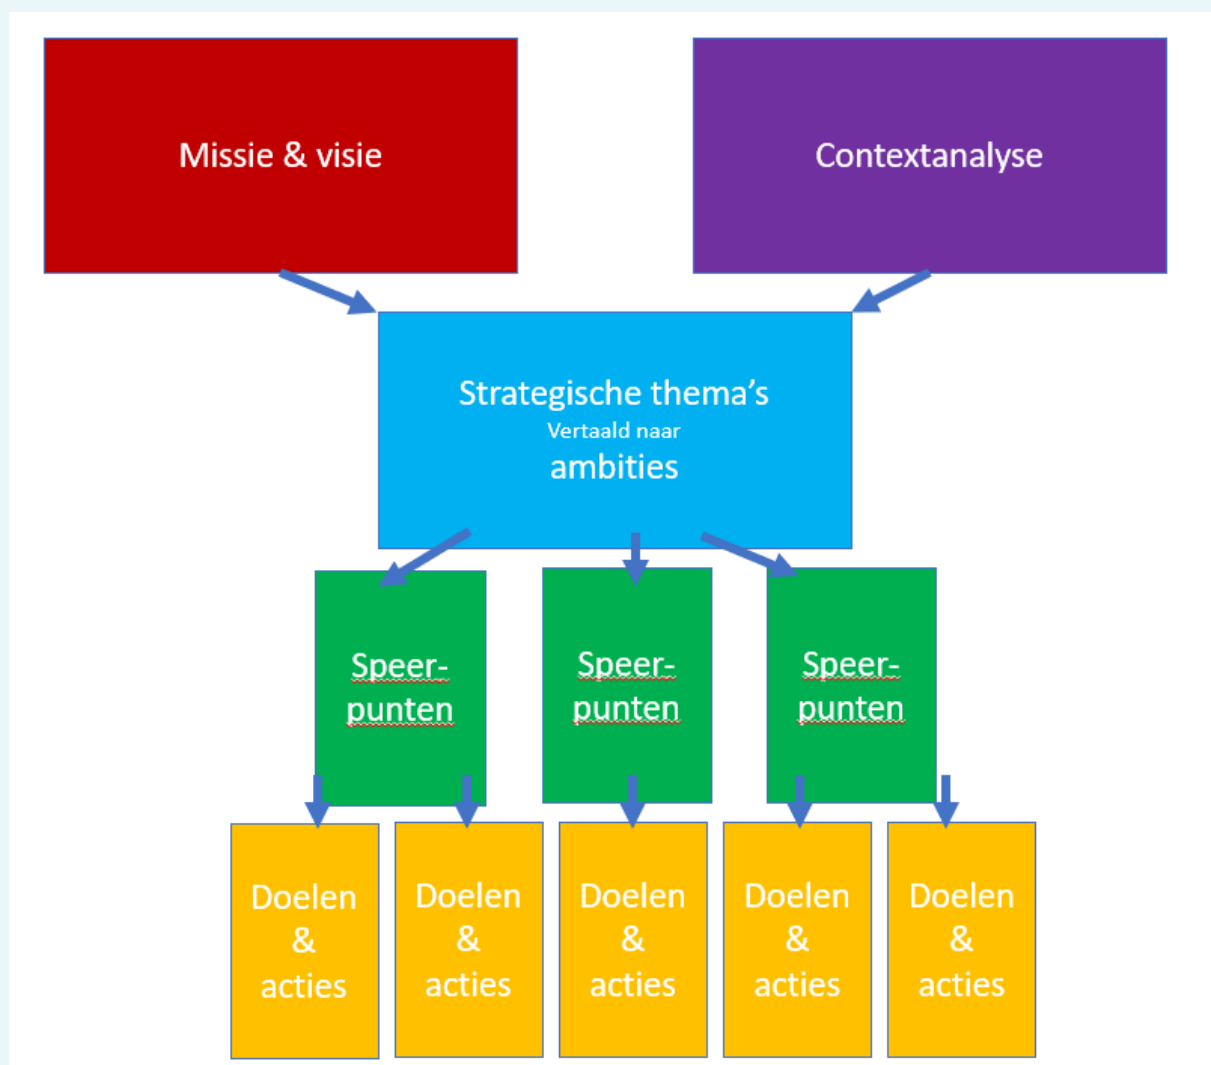 Missie & visie
Contextanalyse
Strategische thema's
Vertaald naar
ambities
Speer-
punten
Speer-
punten
Speer-
punten
Doelen
&
acties
Doelen
&
acties
Doelen
&
acties
Doelen
&
acties
Doelen
&
acties